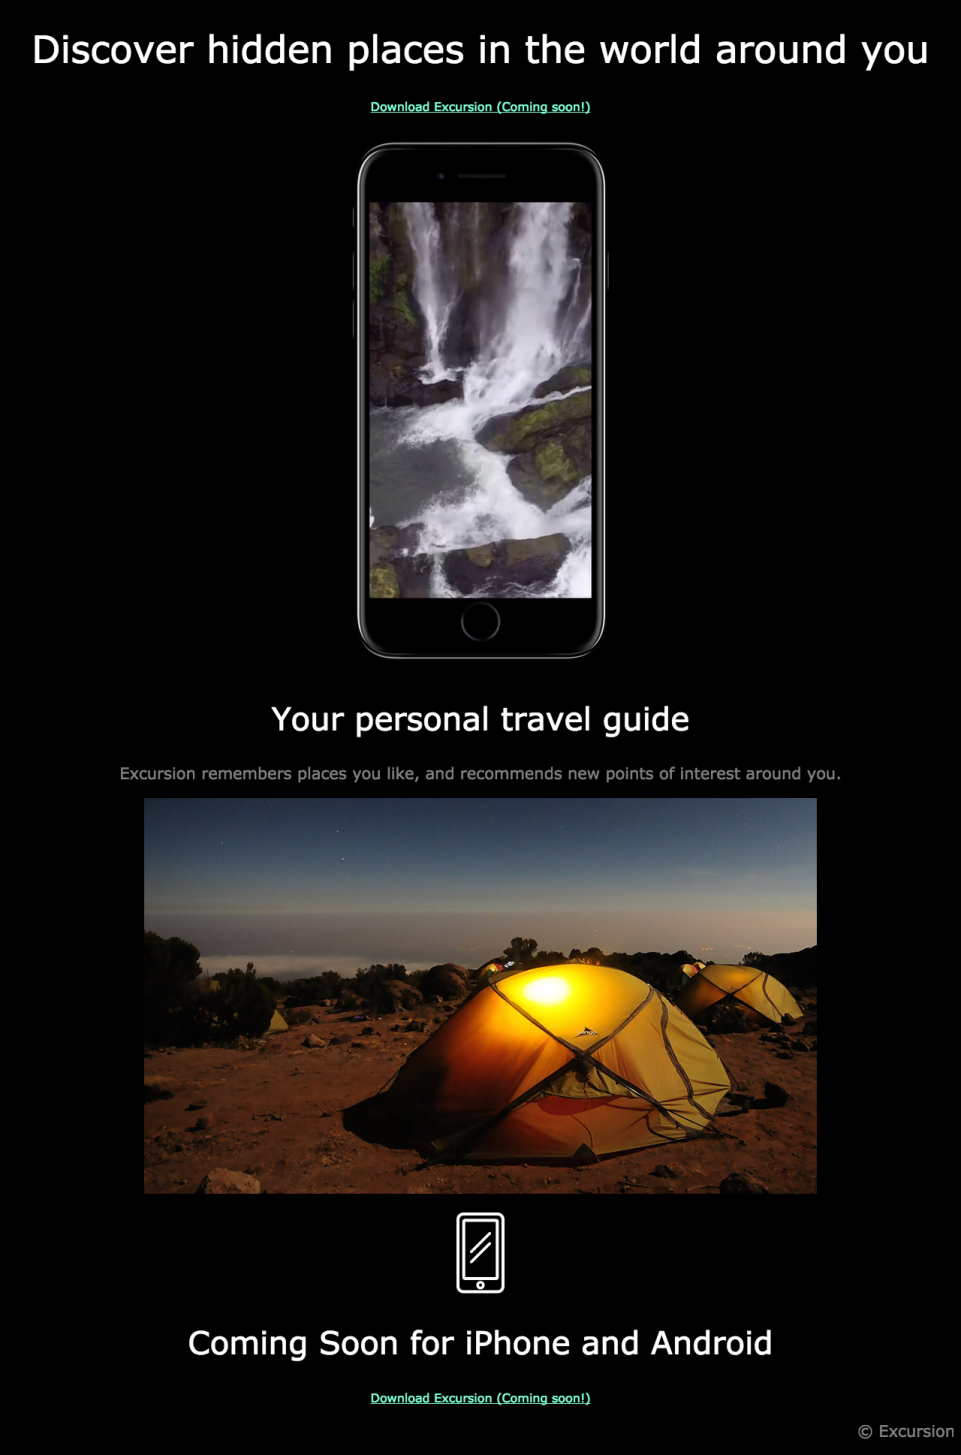 Discover hidden places in the world around you
Download Excursion (Coming soon!)
Your personal travel guide
Excursion remembers places you like, and recommends new points of interest around you.
Coming Soon for iPhone and Android
Download Excursion (Coming soon!)
© Excursion